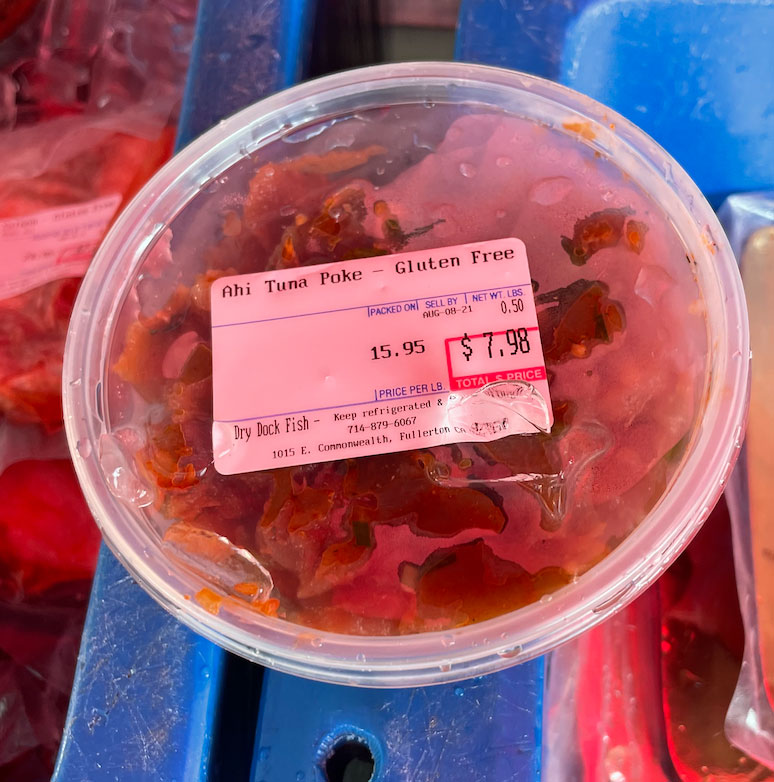 Ahi Tuna Poke – Gluten Free
PACKED ON SELL BY NET WT. LBS.
AUG-08-21 0.50
15.95 $ 7.98
PRICE PER LB. TOTAL $ PRICE
Dry Dock Fish - Keep refrigerated &
714-879-6067
1015 E. Commonwealth, Fullerton